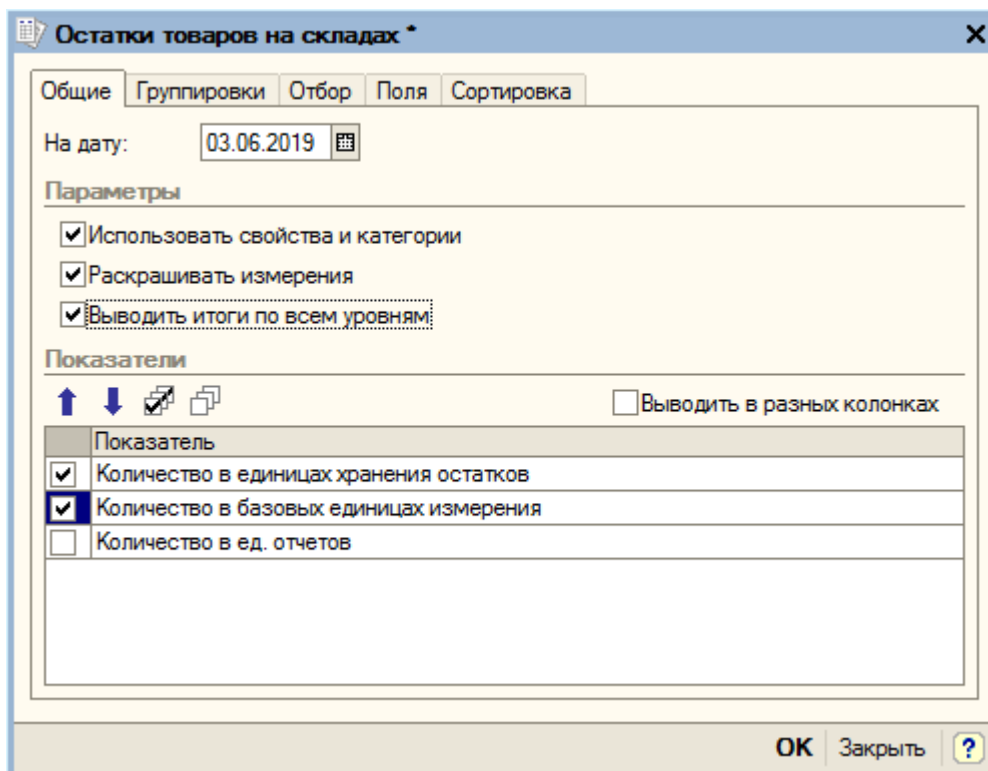 Остатки товаров на складах *
Общие Группировки Отбор Поля Сортировка
На дату: 03.06.2019
Параметры
Использовать свойства и категории
Раскрашивать измерения
Выводить итоги по всем уровням
Показатели
Выводить в разных колонках
Показатель
Количество в единицах хранения остатков
Количество в базовых единицах измерения
Количество в ед. отчетов
OK Закрыть ?